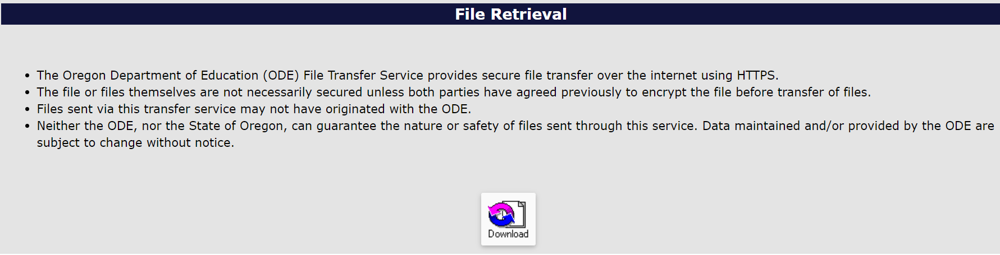 File Retrieval
• The Oregon Department of Education (ODE) File Transfer Service provides secure file transfer over the internet using HTTPS.
• The file or files themselves are not necessarily secured unless both parties have agreed previously to encrypt the file before transfer of files.
• Files sent via this transfer service may not have originated with the ODE.
• Neither the ODE, nor the State of Oregon, can guarantee the nature or safety of files sent through this service. Data maintained and/or provided by the ODE are
subject to change without notice.
Download